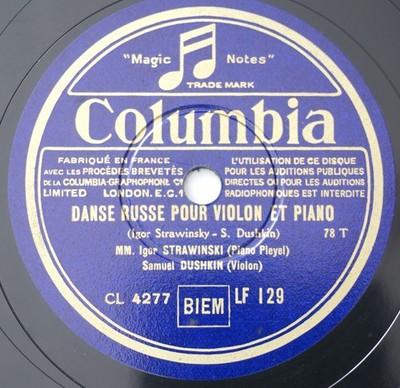 "Magic Notes"
TRADE MARK
Columbia
FABRIQUÉ EN FRANCE
AVEC LES PROCÉDÉS BREVETÉS
DE LA COLUMBIA-GRAPHOPHONE Cº
LIMITED LONDON. E.C.1
L'UTILISATION DE CE DISQUE
POUR LES AUDITIONS PUBLIQUES
DIRECTES OU POUR LES AUDITIONS
RADIOPHONIQUES EST INTERDITE
DANSE RUSSE POUR VIOLON ET PIANO
(Igor Strawinsky - S. Dushkin) 78 T
MM. Igor STRAWINSKI (Piano Pleyel)
Samuel DUSHKIN (Violon)
CL 4277 BIEM LF 129